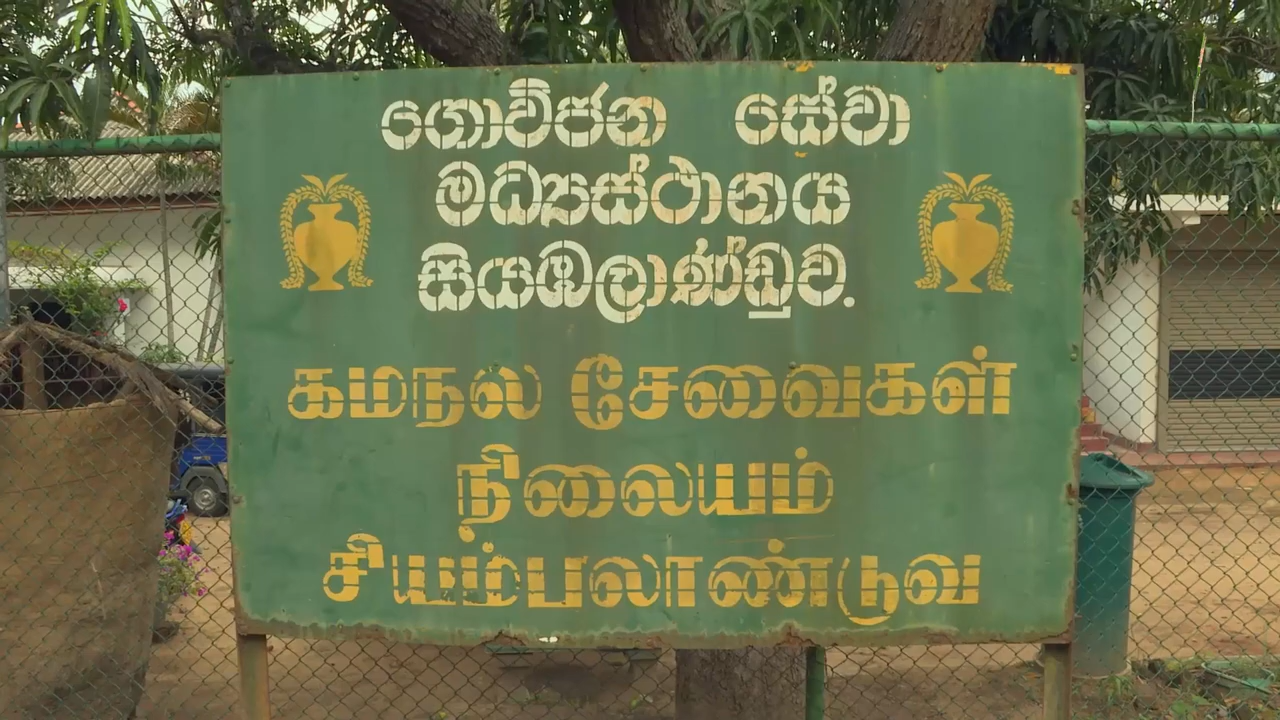 ගොවිජන සේවා
මධ්‍යස්ථානය
සියඹලාණ්ඩුව.
கமநல சேவைகள்
நிலையம்
சியம்பலாண்டுவ